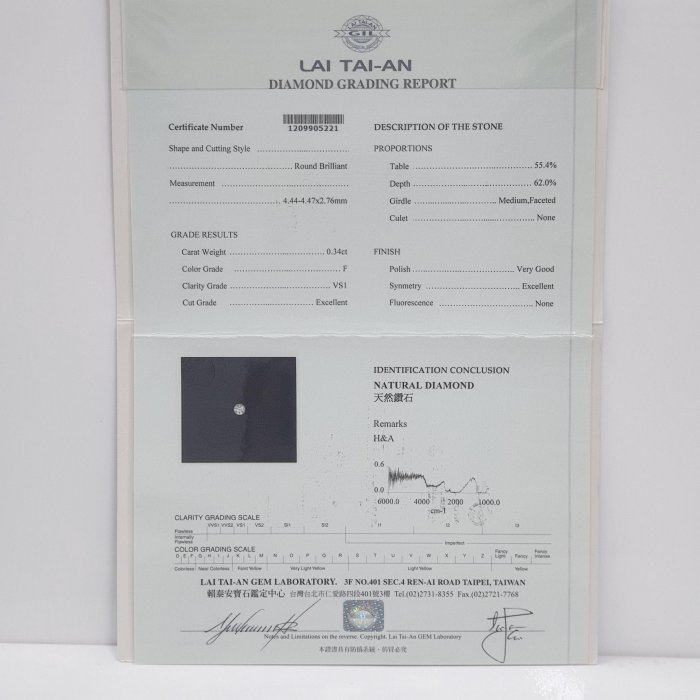 LAI TAI-AN
GIL
LAI TAI-AN
DIAMOND GRADING REPORT
Certificate Number 1209905221
Shape and Cutting Style
Round Brilliant
Measurement
4.44-4.47x2.76mm
GRADE RESULTS
Carat Weight 0.34ct
Color Grade F
Clarity Grade VS1
Cut Grade Excellent
DESCRIPTION OF THE STONE
PROPORTIONS
Table 55.4%
Depth 62.0%
Girdle Medium,Faceted
Culet None
FINISH
Polish Very Good
Symmetry Excellent
Fluorescence None
IDENTIFICATION CONCLUSION
NATURAL DIAMOND
天然鑽石
Remarks
H&A
0.6
0.0
6000.0 4000 2000 1000.0
cm-1
CLARITY GRADING SCALE
VVS1 VVS2 VS1 VS2 SI1 SI2 I1 I2 I3
Flawless
Internally
Flawless
Imperfect
COLOR GRADING SCALE
D E F G H I J K L M N O P Q R S T U V W X Y Z Fancy Light Fancy Fancy Intense
Colorless Near Colorless Faint Yellow Very Light Yellow Light Yellow
LAI TAI-AN GEM LABORATORY. 3F NO.401 SEC.4 REN-AI ROAD TAIPEI, TAIWAN
賴泰安寶石鑑定中心 台灣台北市仁愛路四段401號3樓 Tel.(02)2731-8355 Fax.(02)2721-7768
Notes and Limitations on the reverse. Copyright. Lai Tai-An GEM Laboratory
本證書具有防僞系統，仿冒必究